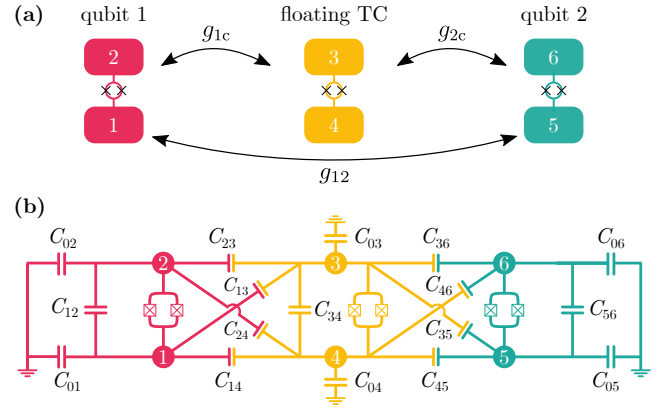 (a) qubit 1 floating TC qubit 2
g1c g2c
2 3 6
1 4 5
g12
(b)
C02 C23 C03 C36 C06
2 3 6
C13 C46
C12 C34 C56
C24 C35
1 4 5
C01 C14 C04 C45 C05